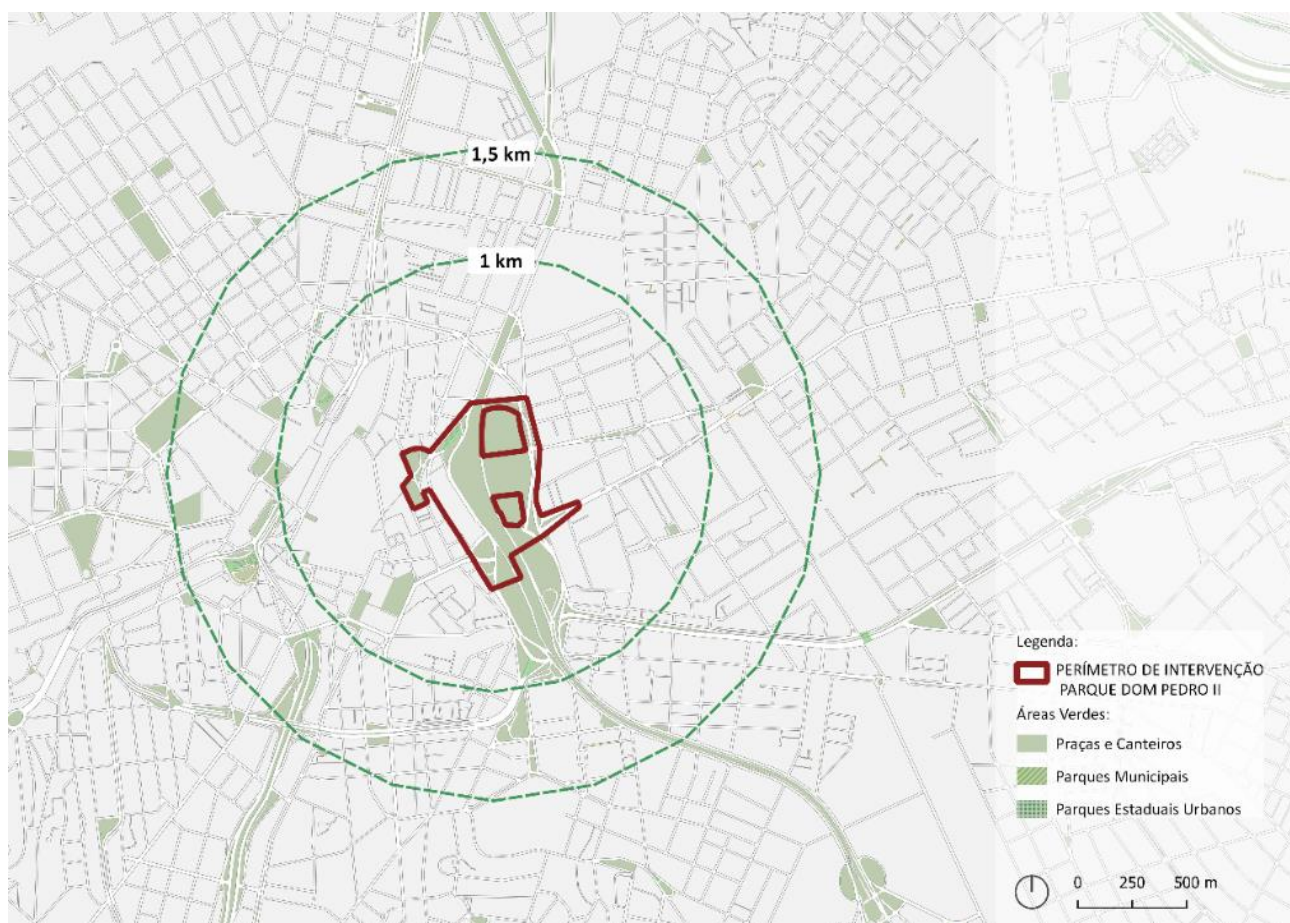 1,5 km
1 km
Legenda:
PERÍMETRO DE INTERVENÇÃO
PARQUE DOM PEDRO II
Áreas Verdes:
Praças e Canteiros
Parques Municipais
Parques Estaduais Urbanos
0 250 500 m